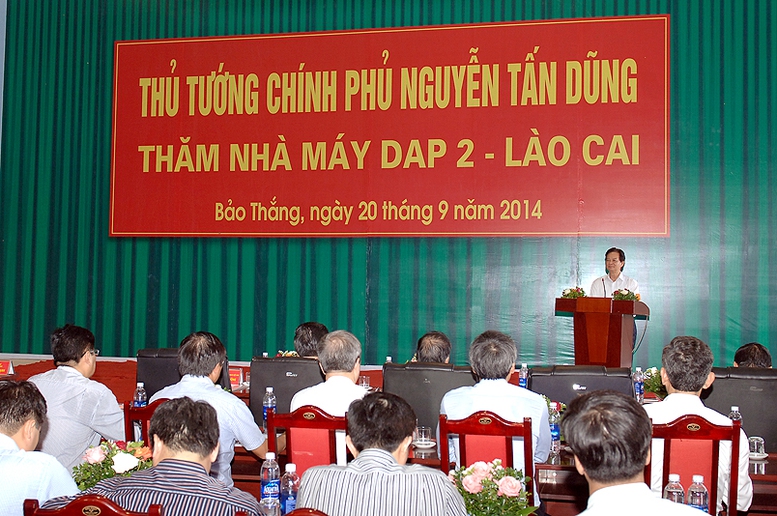 THỦ TƯỚNG CHÍNH PHỦ NGUYỄN TẤN DŨNG
THĂM NHÀ MÁY DAP 2 - LÀO CAI
Bảo Thắng, ngày 20 tháng 9 năm 2014